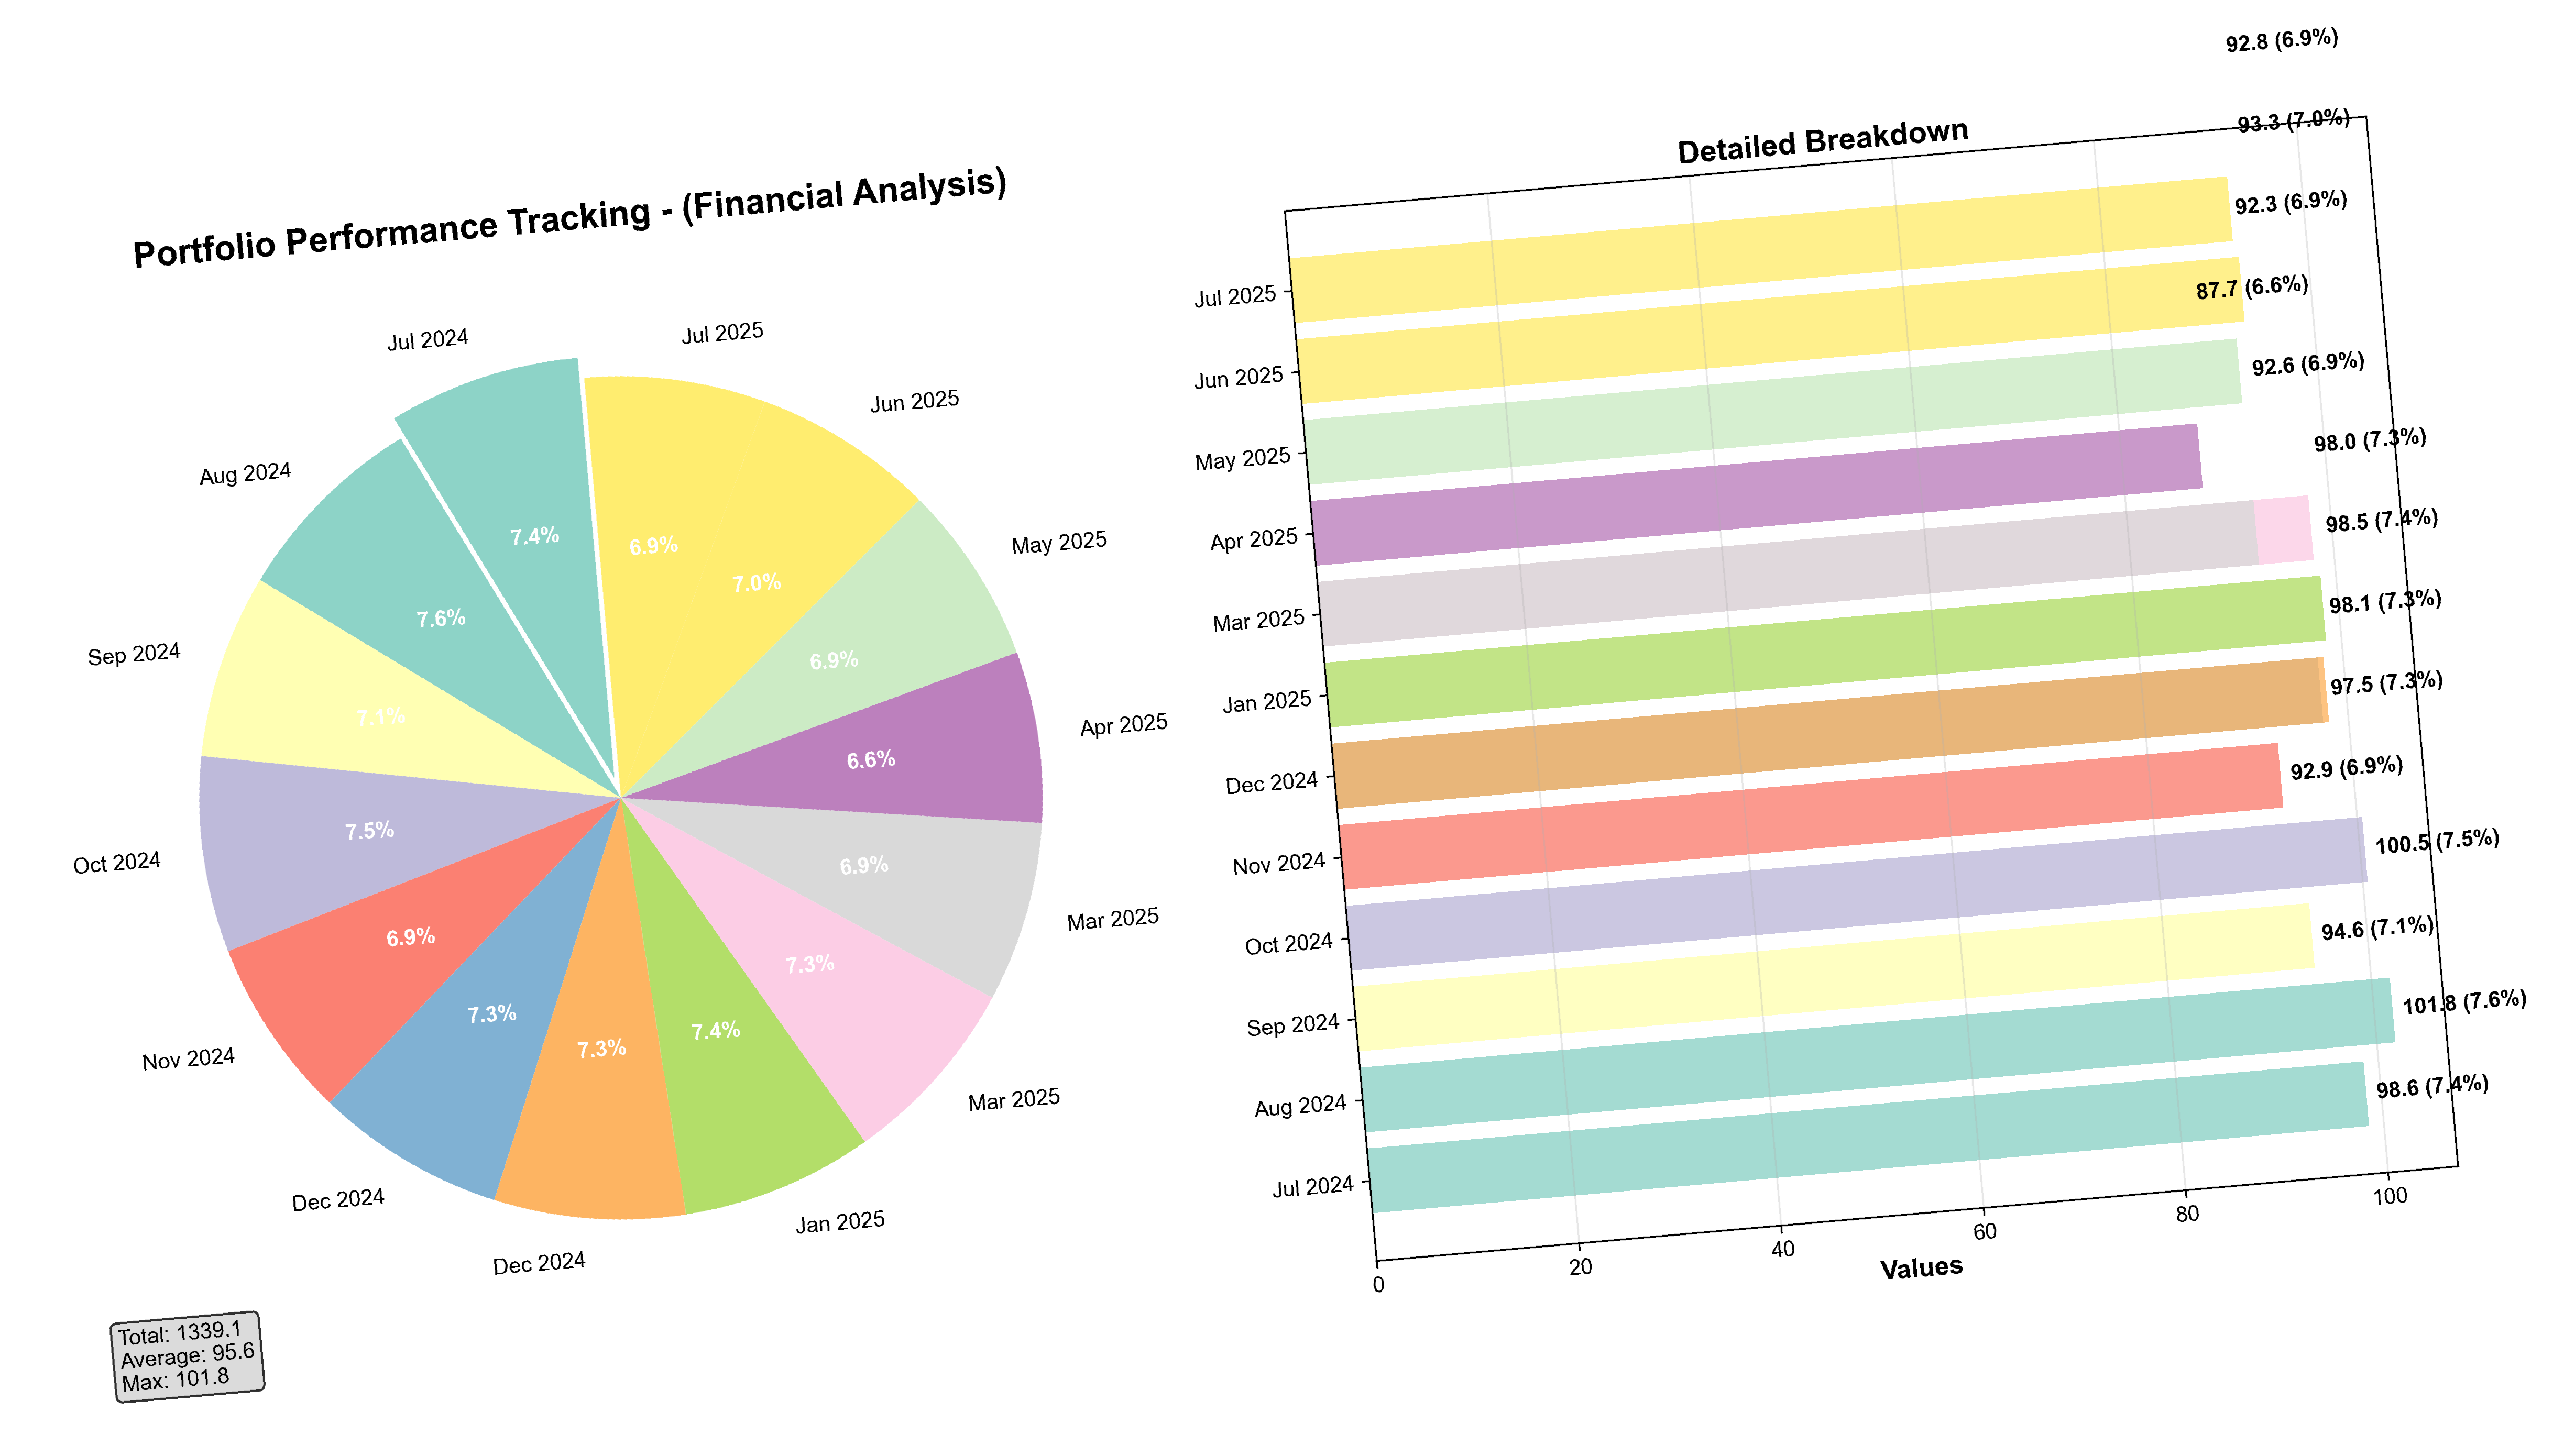 Portfolio Performance Tracking - (Financial Analysis)
Jul 2024
Jul 2025
Jun 2025
Aug 2024
May 2025
Sep 2024
Apr 2025
Oct 2024
Mar 2025
Nov 2024
Mar 2025
Dec 2024
Jan 2025
Dec 2024
7.4%
6.9%
7.0%
7.6%
6.9%
7.1%
6.6%
7.5%
6.9%
6.9%
7.3%
7.3%
7.4%
7.3%
Total: 1339.1
Average: 95.6
Max: 101.8
Detailed Breakdown
92.8 (6.9%)
93.3 (7.0%)
92.3 (6.9%)
87.7 (6.6%)
92.6 (6.9%)
98.0 (7.3%)
98.5 (7.4%)
98.1 (7.3%)
97.5 (7.3%)
92.9 (6.9%)
100.5 (7.5%)
94.6 (7.1%)
101.8 (7.6%)
98.6 (7.4%)
Jul 2025
Jun 2025
May 2025
Apr 2025
Mar 2025
Jan 2025
Dec 2024
Nov 2024
Oct 2024
Sep 2024
Aug 2024
Jul 2024
0
20
40
60
80
100
Values